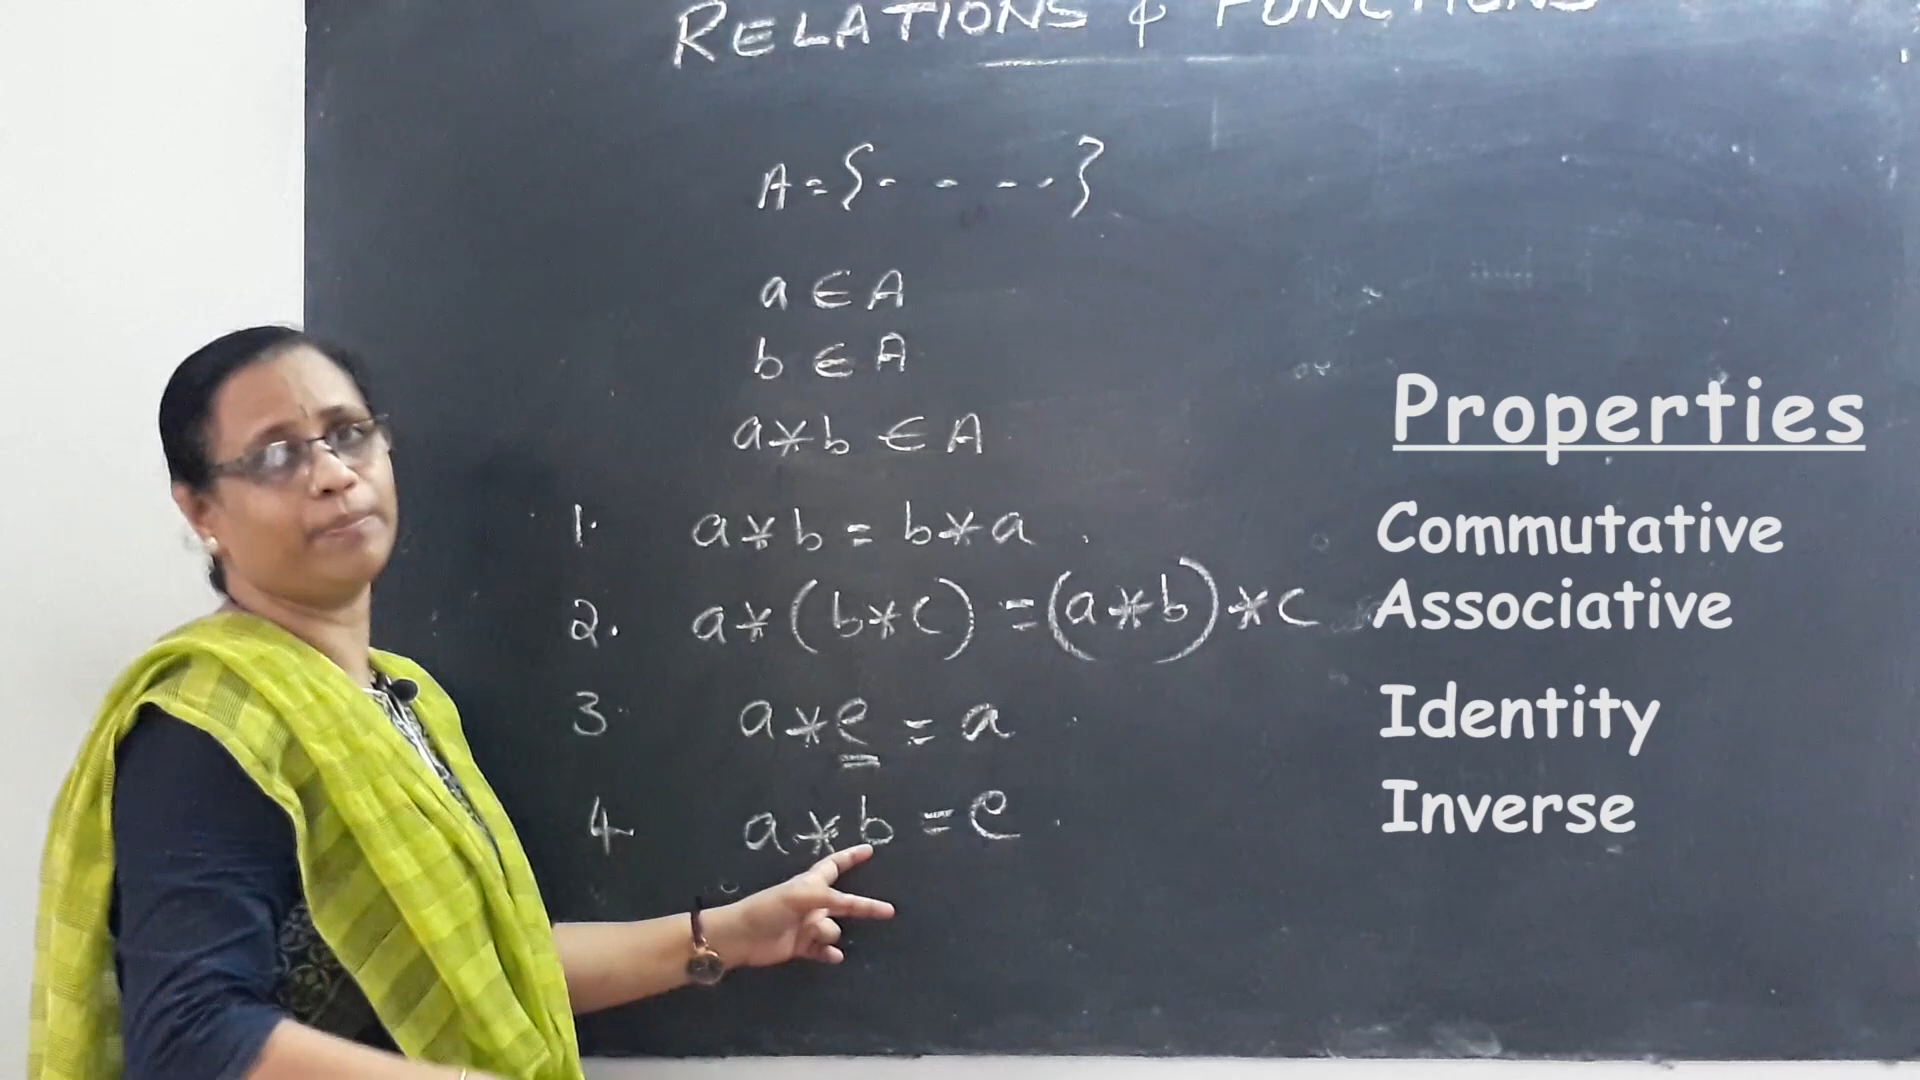 RELATIONS & FUNCTIONS
A = {- - - - - }
a ∈ A
b ∈ A
a * b ∈ A
Properties
1. a * b = b * a . Commutative
2. a * (b * c) = (a * b) * c Associative
3 a * e = a Identity
4 a * b = e . Inverse